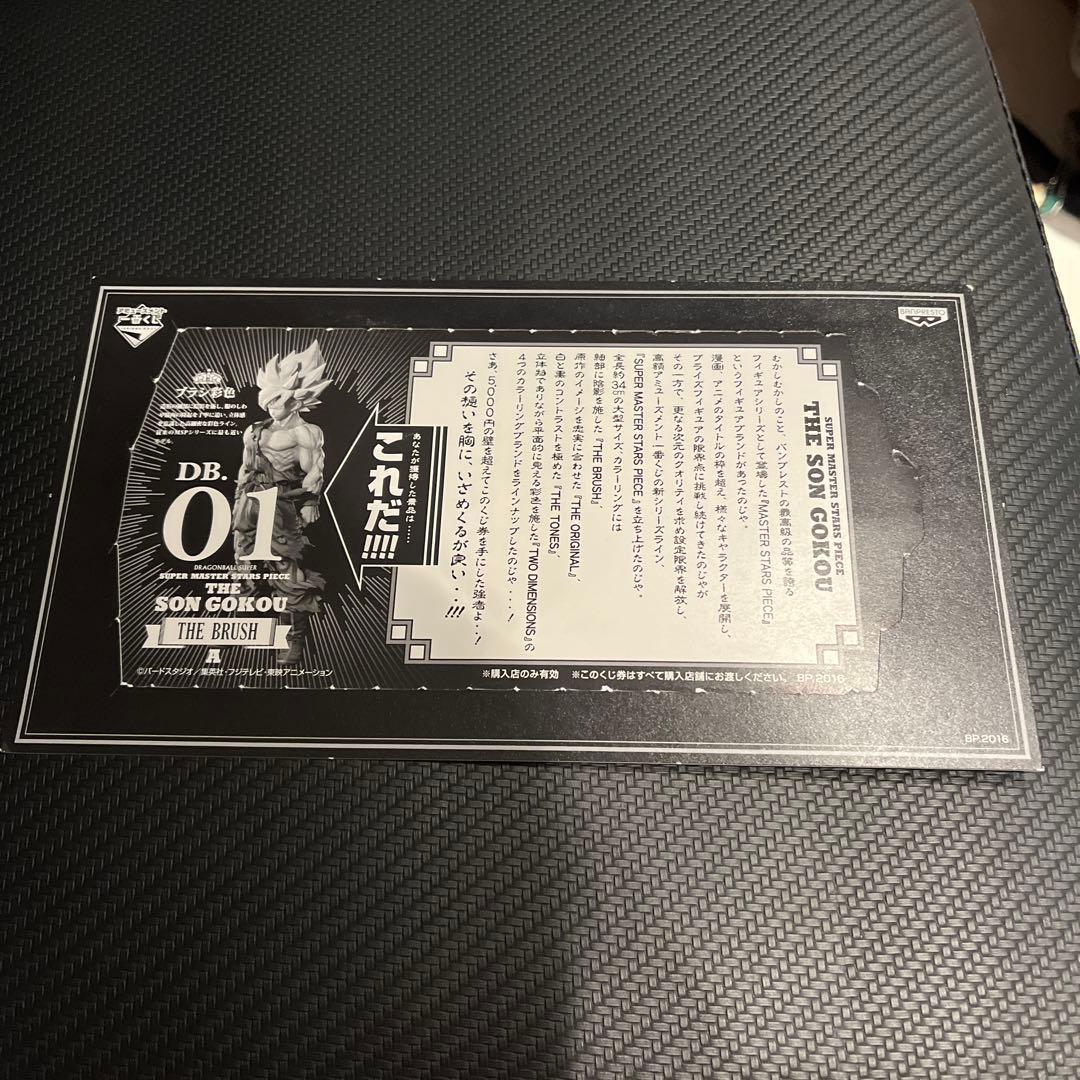 アミューズメント
一番くじ
BANPRESTO
ブラシ彩色
DB.
01
DRAGONBALL SUPER
SUPER MASTER STARS PIECE
THE
SON GOKOU
THE BRUSH
A
©バードスタジオ/集英社・フジテレビ・東映アニメーション
あなたが獲得した景品は……
これだ!!!!
SUPER MASTER STARS PIECE
THE SON GOKOU
むかしむかしのこと、バンプレストの最高級の品質を誇る
フィギュアシリーズとして登場した『MASTER STARS PIECE』
というフィギュアブランドがあったのじゃ。
漫画、アニメのタイトルの枠を超え、様々なキャラクターを展開し、
プライズフィギュアの限界点に挑戦し続けてきたのじゃが
その一方で、更なる次元のクオリティを求め設定限界を解放し、
高額アミューズメント一番くじの新シリーズライン、
『SUPER MASTER STARS PIECE』を立ち上げたのじゃ。
全長約34cmの大型サイズ、カラーリングには
細部に陰影を施した『THE BRUSH』、
原作のイメージを忠実に合わせた『THE ORIGINAL』、
白と黒のコントラストを極めた『THE TONES』、
立体物でありながら平面的に見える彩色を施した『TWO DIMENSIONS』の
4つのカラーリングブランドをラインナップしたのじゃ・・・・!
さあ、5,000円の壁を超えてこのくじ券を手にした強者よ・・!
その想いを胸に、いざめくるが良い・・!!!
※購入店のみ有効 ※このくじ券はすべて購入店舗にお渡しください。 BP.2016
BP.2016